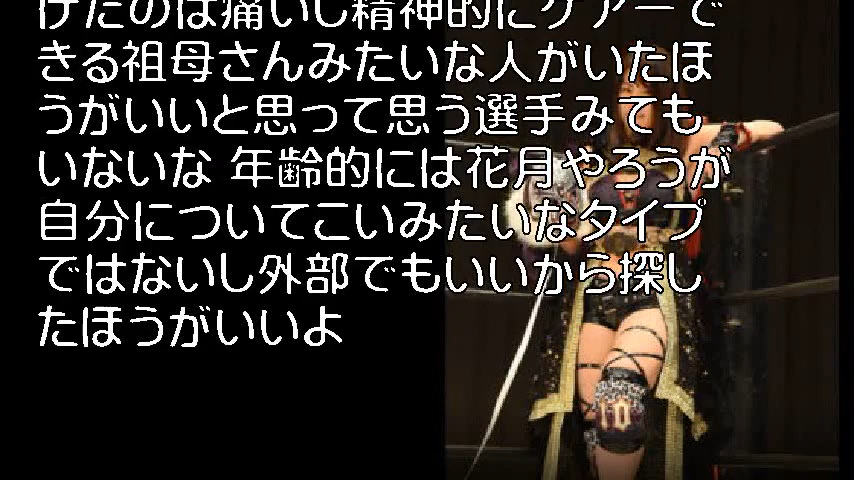 けたのは痛いし精神的にケアーで
きる祖母さんみたいな人がいたほ
うがいいと思って思う選手みても
いないな 年齢的には花月やろうが
自分についてこいみたいなタイプ
ではないし外部でもいいから探し
たほうがいいよ
10